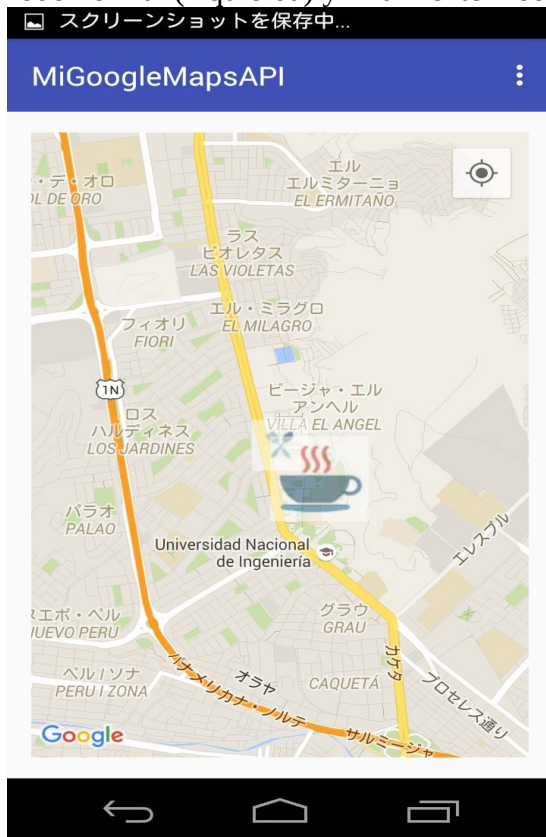 スクリーンショットを保存中...
MiGoogleMapsAPI
・デ・オロ
OL DE ORO
エル
エルミターニョ
EL ERMITAÑO
ラス
ビオレタス
LAS VIOLETAS
エル・ミラグロ
EL MILAGRO
フィオリ
FIORI
1N
ビージャ・エル
アンヘル
VILLA EL ANGEL
ロス
ハルディネス
LOS JARDINES
パラオ
PALAO
Universidad Nacional
de Ingeniería
エレスプル
ヌエボ・ペル
NUEVO PERU
グラウ
GRAU
カケタ
ペル I ソナ
PERU I ZONA
オラヤ
CAQUETÁ
プロセレス通り
パナメリカナ・ノルテ
サルミージャ
Google